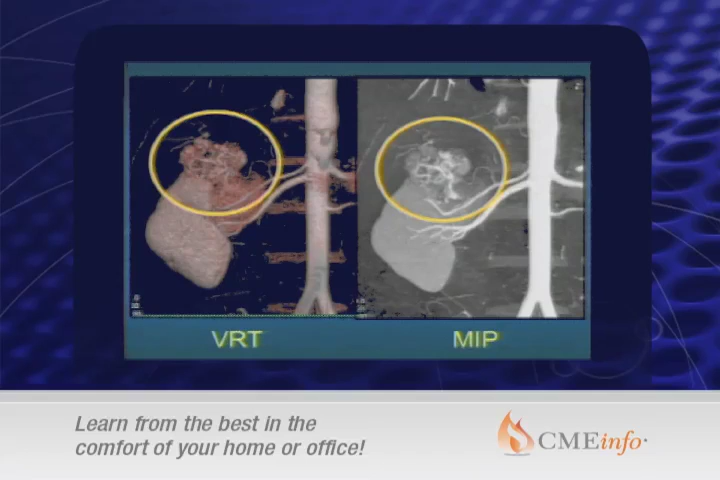 VRT
MIP
Learn from the best in the
comfort of your home or office!
CMEinfo